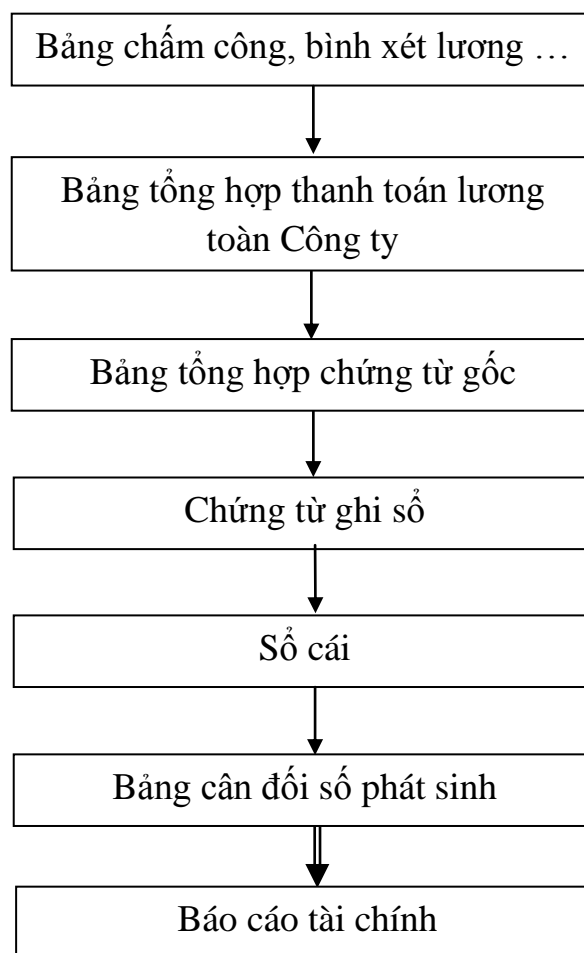 Bảng chấm công, bình xét lương …
Bảng tổng hợp thanh toán lương
toàn Công ty
Bảng tổng hợp chứng từ gốc
Chứng từ ghi sổ
Sổ cái
Bảng cân đối số phát sinh
Báo cáo tài chính